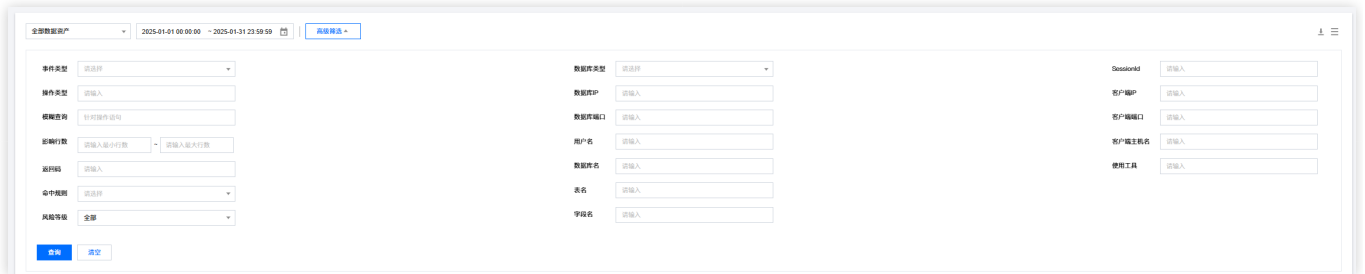 全部数据资产 2025-01-01 00:00:00 ~ 2025-01-31 23:59:59 高级筛选
事件类型 请选择 数据库类型 请选择 SessionId 请输入
操作类型 请输入 数据库IP 请输入 客户端IP 请输入
模糊查询 针对操作语句 数据库端口 请输入 客户端端口 请输入
影响行数 请输入最小行数 ~ 请输入最大行数 用户名 请输入 客户端主机名 请输入
返回码 请输入 数据库名 请输入 使用工具 请输入
命中规则 请选择 表名 请输入
风险等级 全部 字段名 请输入
查询 清空